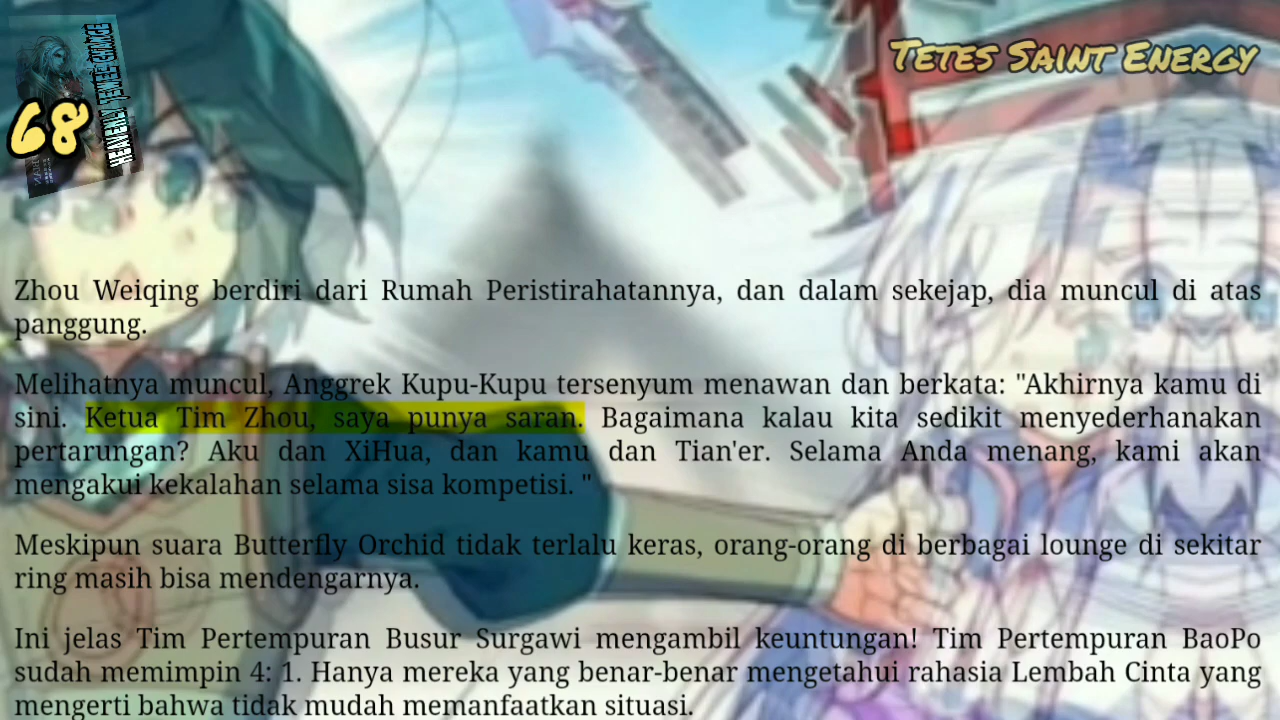 HEAVENLY JEWEL CHANGE
68
TETES SAINT ENERGY
Zhou Weiqing berdiri dari Rumah Peristirahatannya, dan dalam sekejap, dia muncul di atas
panggung.
Melihatnya muncul, Anggrek Kupu-Kupu tersenyum menawan dan berkata: "Akhirnya kamu di
sini. Ketua Tim Zhou, saya punya saran. Bagaimana kalau kita sedikit menyederhanakan
pertarungan? Aku dan XiHua, dan kamu dan Tian'er. Selama Anda menang, kami akan
mengakui kekalahan selama sisa kompetisi. "
Meskipun suara Butterfly Orchid tidak terlalu keras, orang-orang di berbagai lounge di sekitar
ring masih bisa mendengarnya.
Ini jelas Tim Pertempuran Busur Surgawi mengambil keuntungan! Tim Pertempuran BaoPo
sudah memimpin 4: 1. Hanya mereka yang benar-benar mengetahui rahasia Lembah Cinta yang
mengerti bahwa tidak mudah memanfaatkan situasi.